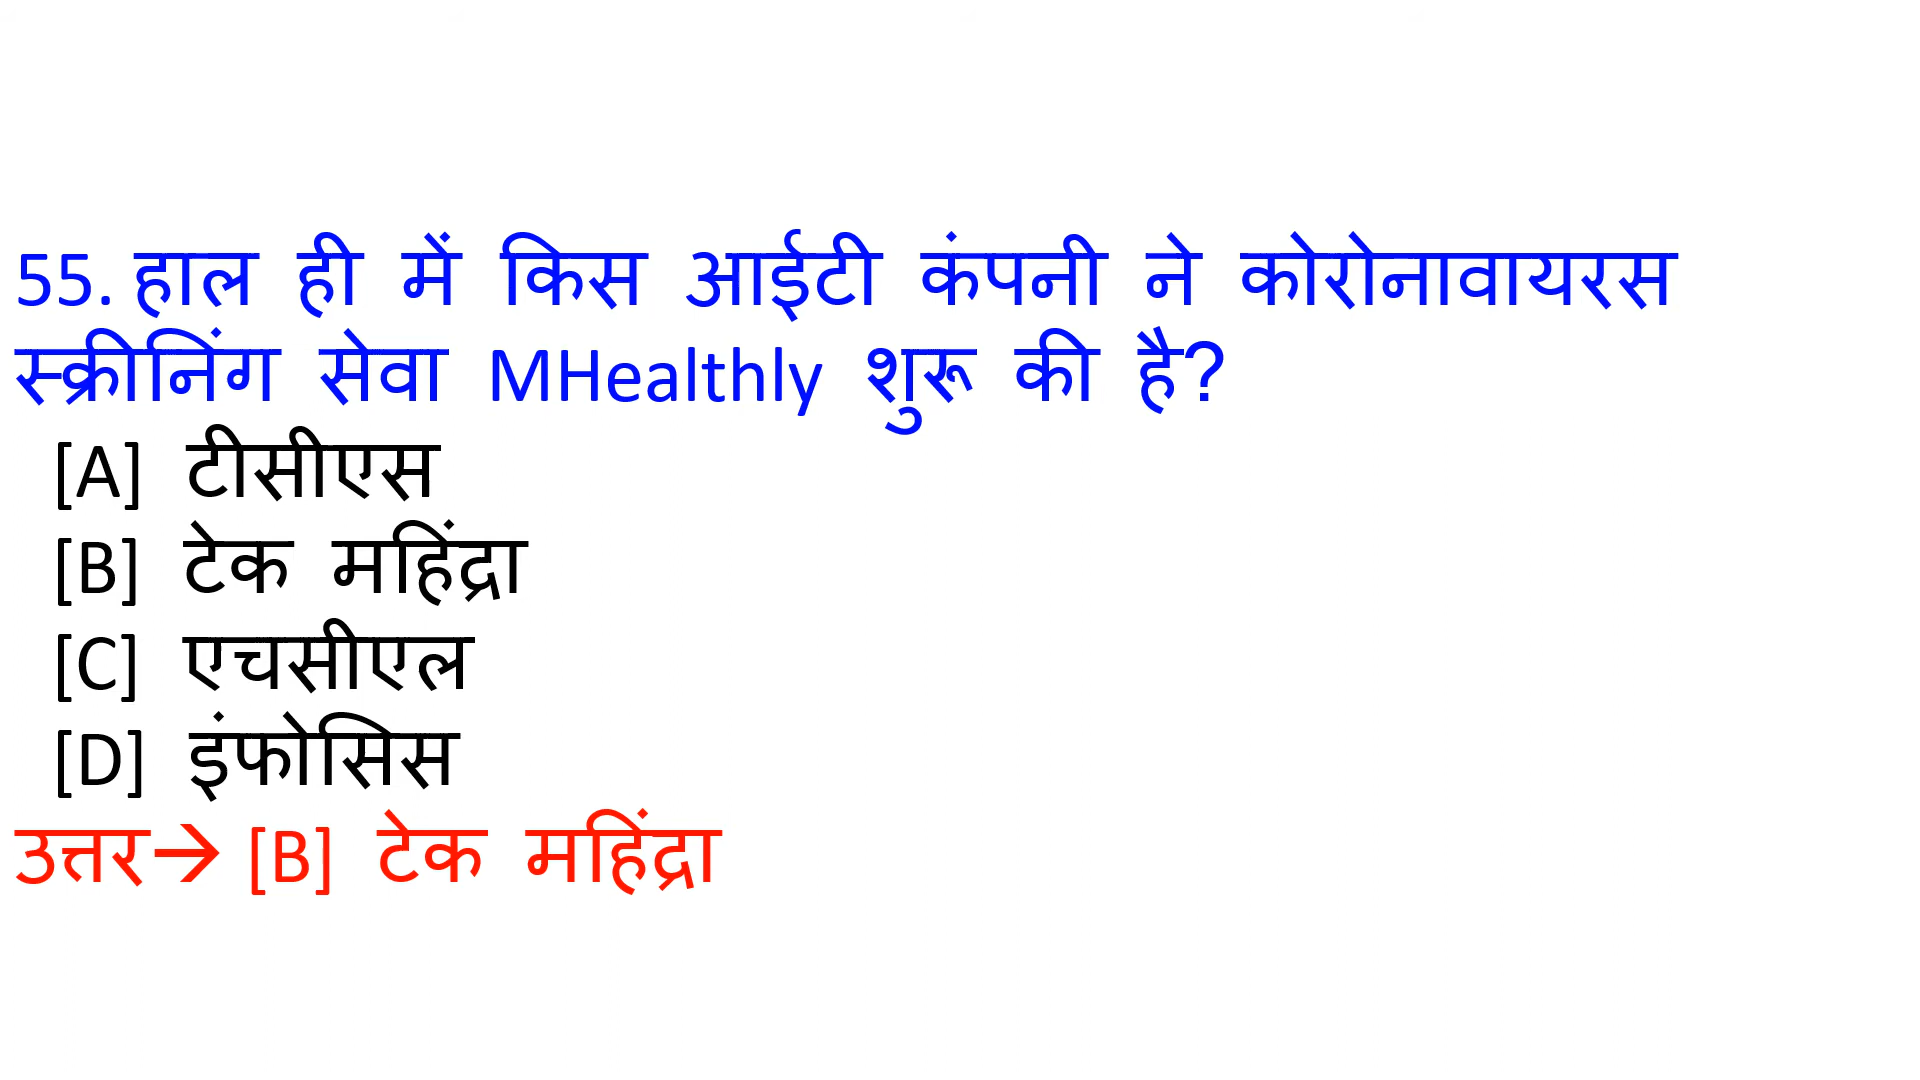 55. हाल ही में किस आईटी कंपनी ने कोरोनावायरस
स्क्रीनिंग सेवा MHealthly शुरू की है?
[A] टीसीएस
[B] टेक महिंद्रा
[C] एचसीएल
[D] इंफोसिस
उत्तर→ [B] टेक महिंद्रा